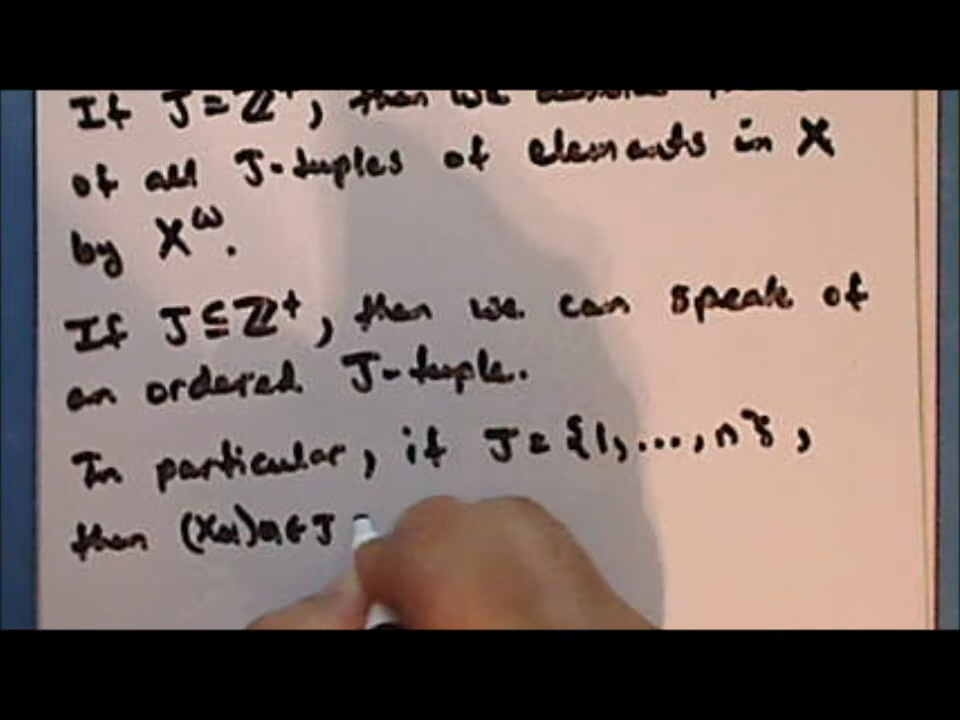 If J = ℤ⁺, then we denote
of all J-tuples of elements in X
by X^ω.
If J ⊆ ℤ⁺, then we can speak of
an ordered J-tuple.
In particular, if J = {1, ..., n},
then (xα)α∈J